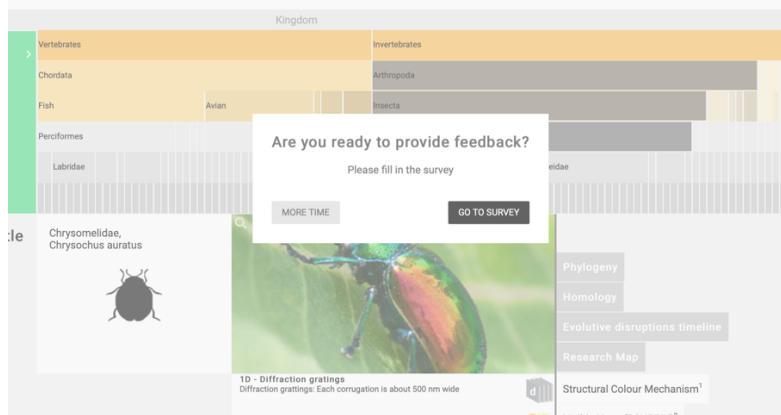 Kingdom
Vertebrates
Invertebrates
Chordata
Arthropoda
Fish
Avian
Insecta
Perciformes
Labridae
eidae
Are you ready to provide feedback?
Please fill in the survey
MORE TIME
GO TO SURVEY
tle
Chrysomelidae,
Chrysochus auratus
Phylogeny
Homology
Evolutive disruptions timeline
Research Map
1D - Diffraction gratings
Diffraction grattings: Each corrugation is about 500 nm wide
d
Structural Colour Mechanism1